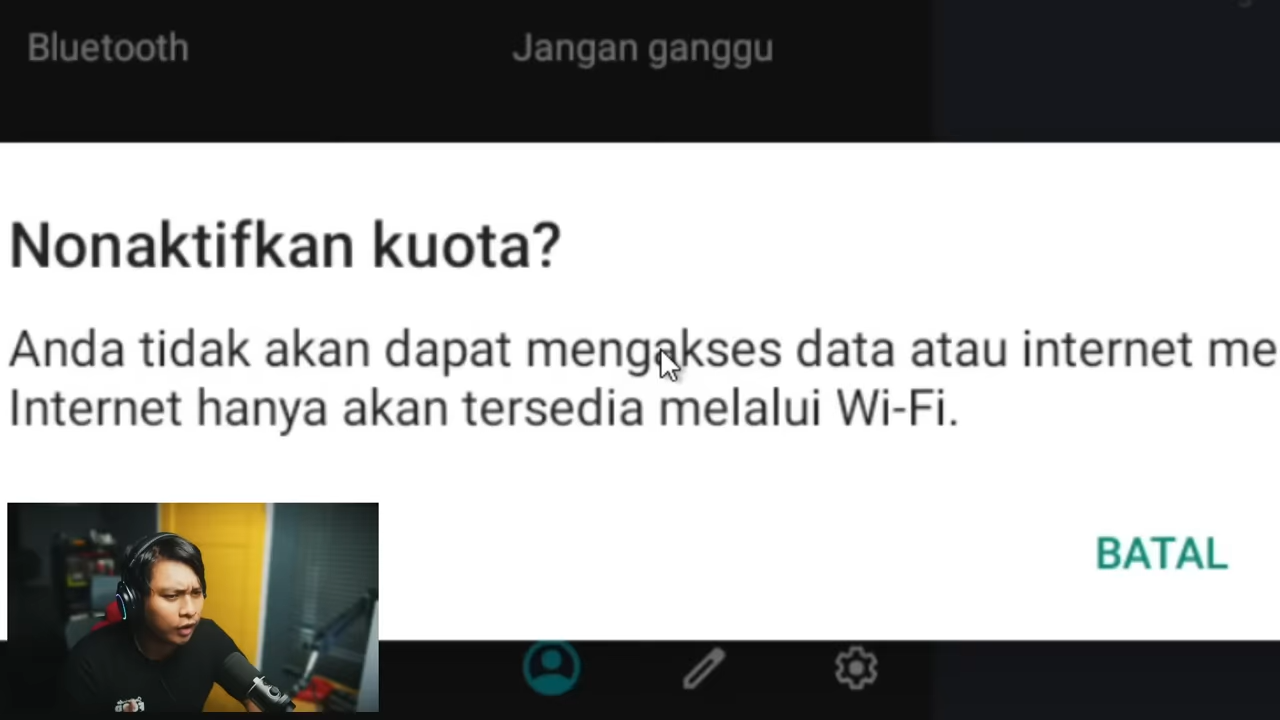 Bluetooth
Jangan ganggu
Nonaktifkan kuota?
Anda tidak akan dapat mengakses data atau internet me
Internet hanya akan tersedia melalui Wi-Fi.
BATAL